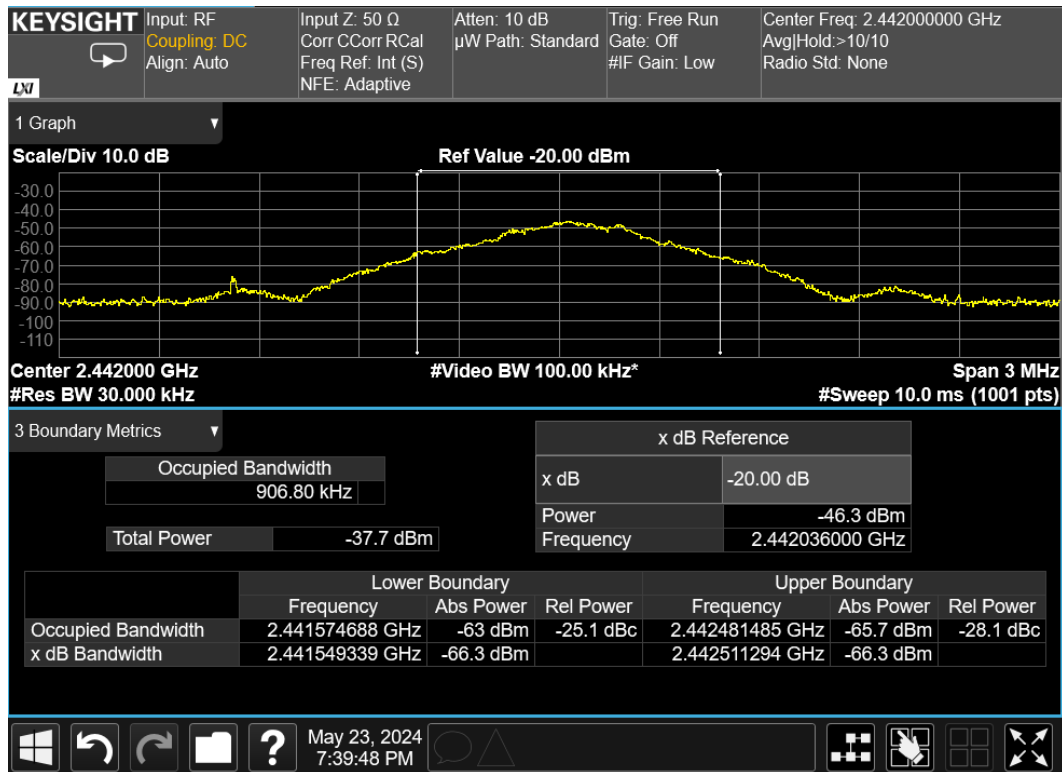 KEYSIGHT
LXI
Input: RF
Coupling: DC
Align: Auto
Input Z: 50 Ω
Corr CCorr RCal
Freq Ref: Int (S)
NFE: Adaptive
Atten: 10 dB
µW Path: Standard
Trig: Free Run
Gate: Off
#IF Gain: Low
Center Freq: 2.442000000 GHz
Avg|Hold:>10/10
Radio Std: None
1 Graph
Scale/Div 10.0 dB
Ref Value -20.00 dBm
-30.0
-40.0
-50.0
-60.0
-70.0
-80.0
-90.0
-100
-110
Center 2.442000 GHz
#Video BW 100.00 kHz*
Span 3 MHz
#Res BW 30.000 kHz
#Sweep 10.0 ms (1001 pts)
3 Boundary Metrics
Occupied Bandwidth
906.80 kHz
Total Power -37.7 dBm
x dB Reference
x dB -20.00 dB
Power -46.3 dBm
Frequency 2.442036000 GHz
Lower Boundary Upper Boundary
Frequency Abs Power Rel Power Frequency Abs Power Rel Power
Occupied Bandwidth 2.441574688 GHz -63 dBm -25.1 dBc 2.442481485 GHz -65.7 dBm -28.1 dBc
x dB Bandwidth 2.441549339 GHz -66.3 dBm 2.442511294 GHz -66.3 dBm
?
May 23, 2024
7:39:48 PM